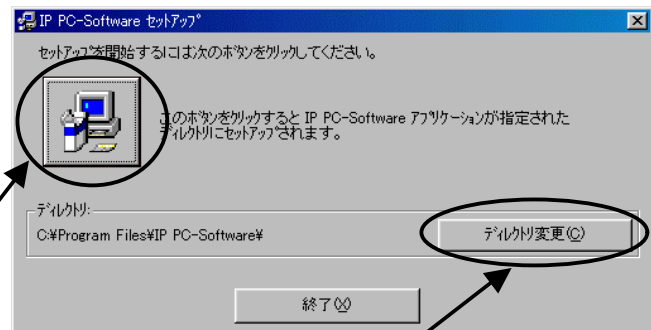 IP PC-Software ｾｯﾄｱｯﾌﾟ
ｾｯﾄｱｯﾌﾟを開始するには次のﾎﾞﾀﾝをｸﾘｯｸしてください。
このﾎﾞﾀﾝをｸﾘｯｸすると IP PC-Software ｱﾌﾟﾘｹｰｼｮﾝが指定された
ﾃﾞｨﾚｸﾄﾘにｾｯﾄｱｯﾌﾟされます。
ﾃﾞｨﾚｸﾄﾘ:
C:¥Program Files¥IP PC-Software¥
ﾃﾞｨﾚｸﾄﾘ変更(C)
終了(X)